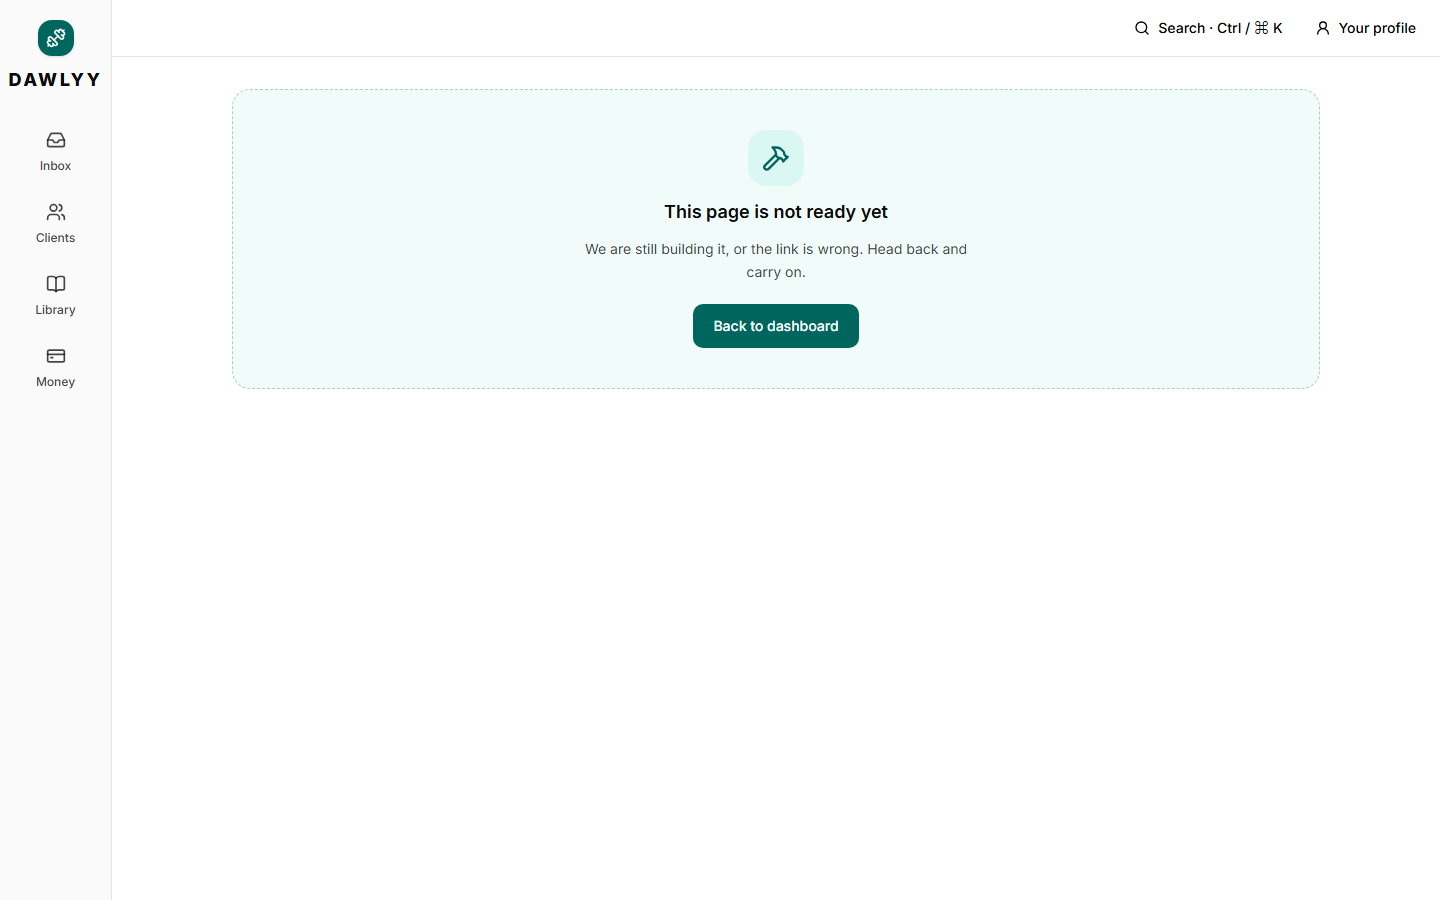 Search · Ctrl / ⌘ K
Your profile
DAWLYY
Inbox
Clients
Library
Money
This page is not ready yet
We are still building it, or the link is wrong. Head back and
carry on.
Back to dashboard